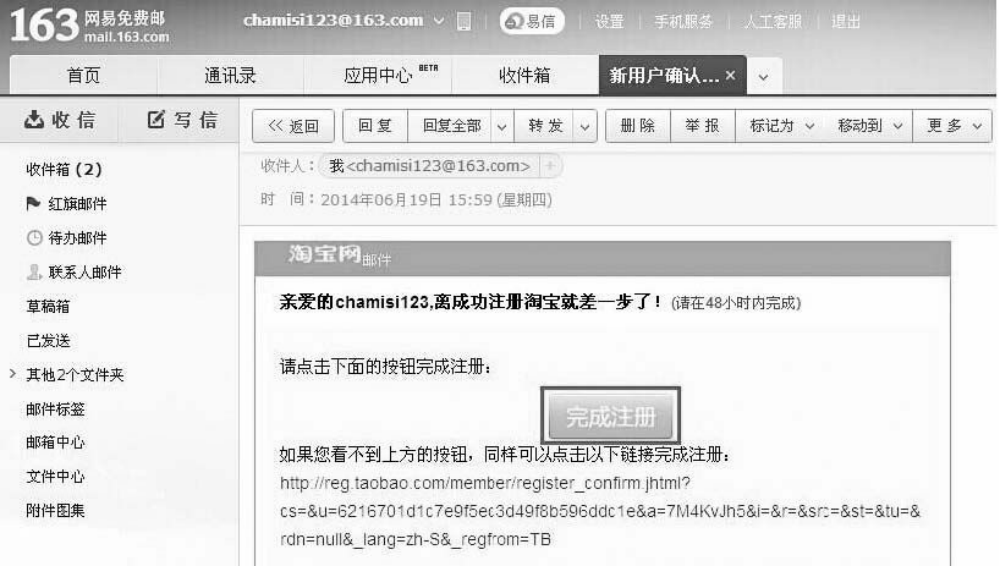 163 网易免费邮
mail.163.com
chamisi123@163.com
易信
设置 | 手机服务 | 人工客服 | 退出
首页
通讯录
应用中心 BETA
收件箱
新用户确认... ×
收信
写信
<< 返回
回复
回复全部
转发
删除
举报
标记为
移动到
更多
收件箱 (2)
红旗邮件
待办邮件
联系人邮件
草稿箱
已发送
> 其他2个文件夹
邮件标签
邮箱中心
文件中心
附件图集
收件人：我<chamisi123@163.com> +
时 间：2014年06月19日 15:59 (星期四)
淘宝网邮件
亲爱的chamisi123,离成功注册淘宝就差一步了！(请在48小时内完成)
请点击下面的按钮完成注册：
完成注册
如果您看不到上方的按钮，同样可以点击以下链接完成注册：
http://reg.taobao.com/member/register_confirm.jhtml?
cs=&u=6216701d1c7e9f5ec3d49f8b596ddc1e&a=7M4KvJh5&i=&r=&src=&st=&tu=&
rdn=null&_lang=zh-S&_regfrom=TB